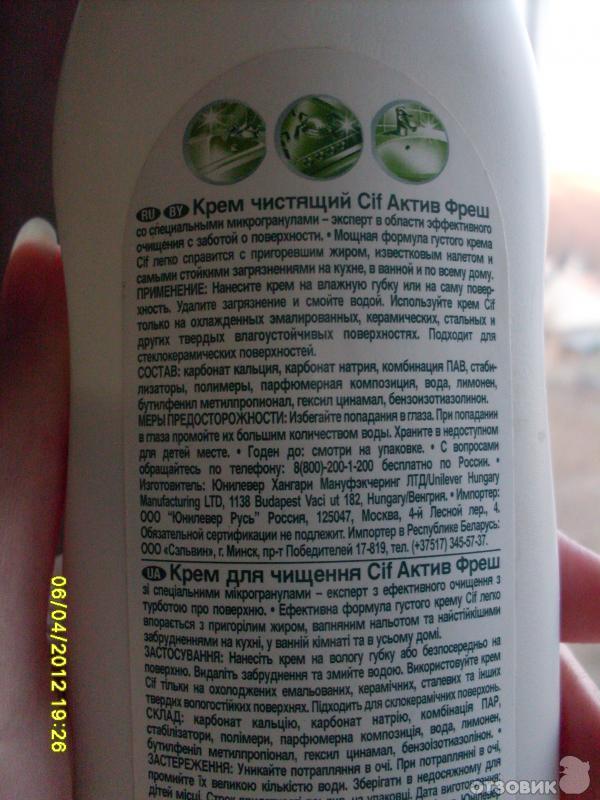 RU BY Крем чистящий Cif Актив Фреш
со специальными микрогранулами – эксперт в области эффективного
очищения с заботой о поверхности. • Мощная формула густого крема
Cif легко справится с пригоревшим жиром, известковым налетом и
самыми стойкими загрязнениями на кухне, в ванной и по всему дому.
ПРИМЕНЕНИЕ: Нанесите крем на влажную губку или на саму повер-
хность. Удалите загрязнение и смойте водой. Используйте крем Cif
только на охлажденных эмалированных, керамических, стальных и
других твердых влагоустойчивых поверхностях. Подходит для
стеклокерамических поверхностей.
СОСТАВ: карбонат кальция, карбонат натрия, комбинация ПАВ, стаби-
лизаторы, полимеры, парфюмерная композиция, вода, лимонен,
бутилфенил метилпропионал, гексил цинамал, бензоизотиазолинон.
МЕРЫ ПРЕДОСТОРОЖНОСТИ: Избегайте попадания в глаза. При попадании
в глаза промойте их большим количеством воды. Храните в недоступном
для детей месте. • Годен до: смотри на упаковке. • С вопросами
обращайтесь по телефону: 8(800)-200-1-200 бесплатно по России. •
Изготовитель: Юнилевер Хангари Мануфэкчеринг ЛТД/Unilever Hungary
Manufacturing LTD, 1138 Budapest Vaci ut 182, Hungary/Венгрия. • Импортер:
ООО "Юнилевер Русь" Россия, 125047, Москва, 4-й Лесной пер., 4.
Обязательной сертификации не подлежит. Импортер в Республике Беларусь:
ООО «Сэльвин», г. Минск, пр-т Победителей 17-819, тел. (+37517) 345-57-37.
UA Крем для чищення Cif Актив Фреш
зі спеціальними мікрогранулами – експерт з ефективного очищення з
турботою про поверхню. • Ефективна формула густого крему Cif легко
впорається з пригорілим жиром, вапняним нальотом та найстійкішими
забрудненнями на кухні, у ванній кімнаті та в усьому домі.
ЗАСТОСУВАННЯ: Нанесіть крем на вологу губку або безпосередньо на
поверхню. Видаліть забруднення та змийте водою. Використовуйте крем
Cif тільки на охолоджених емальованих, керамічних, сталевих та інших
твердих вологостійких поверхнях. Підходить для склокерамічних поверхонь.
СКЛАД: карбонат кальцію, карбонат натрію, комбінація ПАР,
стабілізатори, полімери, парфюмерна композиція, вода, лимонен,
бутилфеніл метилпропіонал, гексил цинамал, бензоізотіазолінон. •
ЗАСТЕРЕЖЕННЯ: Уникайте потрапляння в очі. При потраплянні в очі,
промийте їх великою кількістю води. Зберігати в недосяжному для
дітей місці. Строк на упаковці. Дата виготовлення:
06/04/2012 19:26
ОТЗОВИК